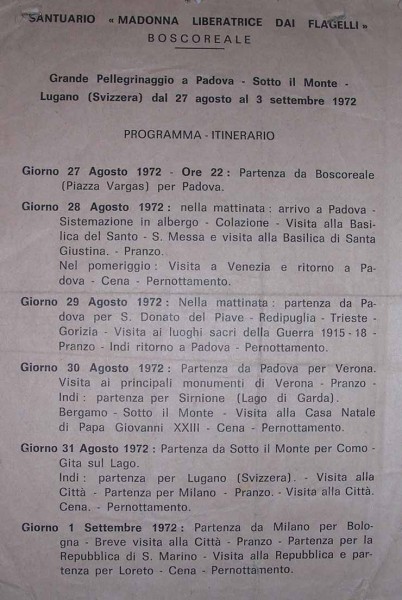 SANTUARIO « MADONNA LIBERATRICE DAI FLAGELLI »
BOSCOREALE
Grande Pellegrinaggio a Padova - Sotto il Monte -
Lugano (Svizzera) dal 27 agosto al 3 settembre 1972
PROGRAMMA - ITINERARIO
Giorno 27 Agosto 1972 - Ore 22 : Partenza da Boscoreale
(Piazza Vargas) per Padova.
Giorno 28 Agosto 1972 : nella mattinata : arrivo a Padova -
Sistemazione in albergo - Colazione - Visita alla Basi-
lica del Santo - S. Messa e visita alla Basilica di Santa
Giustina. - Pranzo.
Nel pomeriggio : Visita a Venezia e ritorno a Pa-
dova - Cena - Pernottamento.
Giorno 29 Agosto 1972 : Nella mattinata : partenza da Pa-
dova per S. Donato del Piave - Redipuglia - Trieste -
Gorizia - Visita ai luoghi sacri della Guerra 1915 - 18 -
Pranzo - Indi ritorno a Padova - Pernottamento.
Giorno 30 Agosto 1972 : Partenza da Padova per Verona.
Visita ai principali monumenti di Verona - Pranzo -
Indi : partenza per Sirnione (Lago di Garda).
Bergamo - Sotto il Monte - Visita alla Casa Natale
di Papa Giovanni XXIII - Cena - Pernottamento.
Giorno 31 Agosto 1972 : Partenza da Sotto il Monte per Como -
Gita sul Lago.
Indi : partenza per Lugano (Svizzera). - Visita alla
Città - Partenza per Milano - Pranzo. - Visita alla Città.
Cena. - Pernottamento.
Giorno 1 Settembre 1972 : Partenza da Milano per Bolo-
gna - Breve visita alla Città - Pranzo - Partenza per la
Repubblica di S. Marino - Visita alla Repubblica e par-
tenza per Loreto - Cena - Pernottamento.